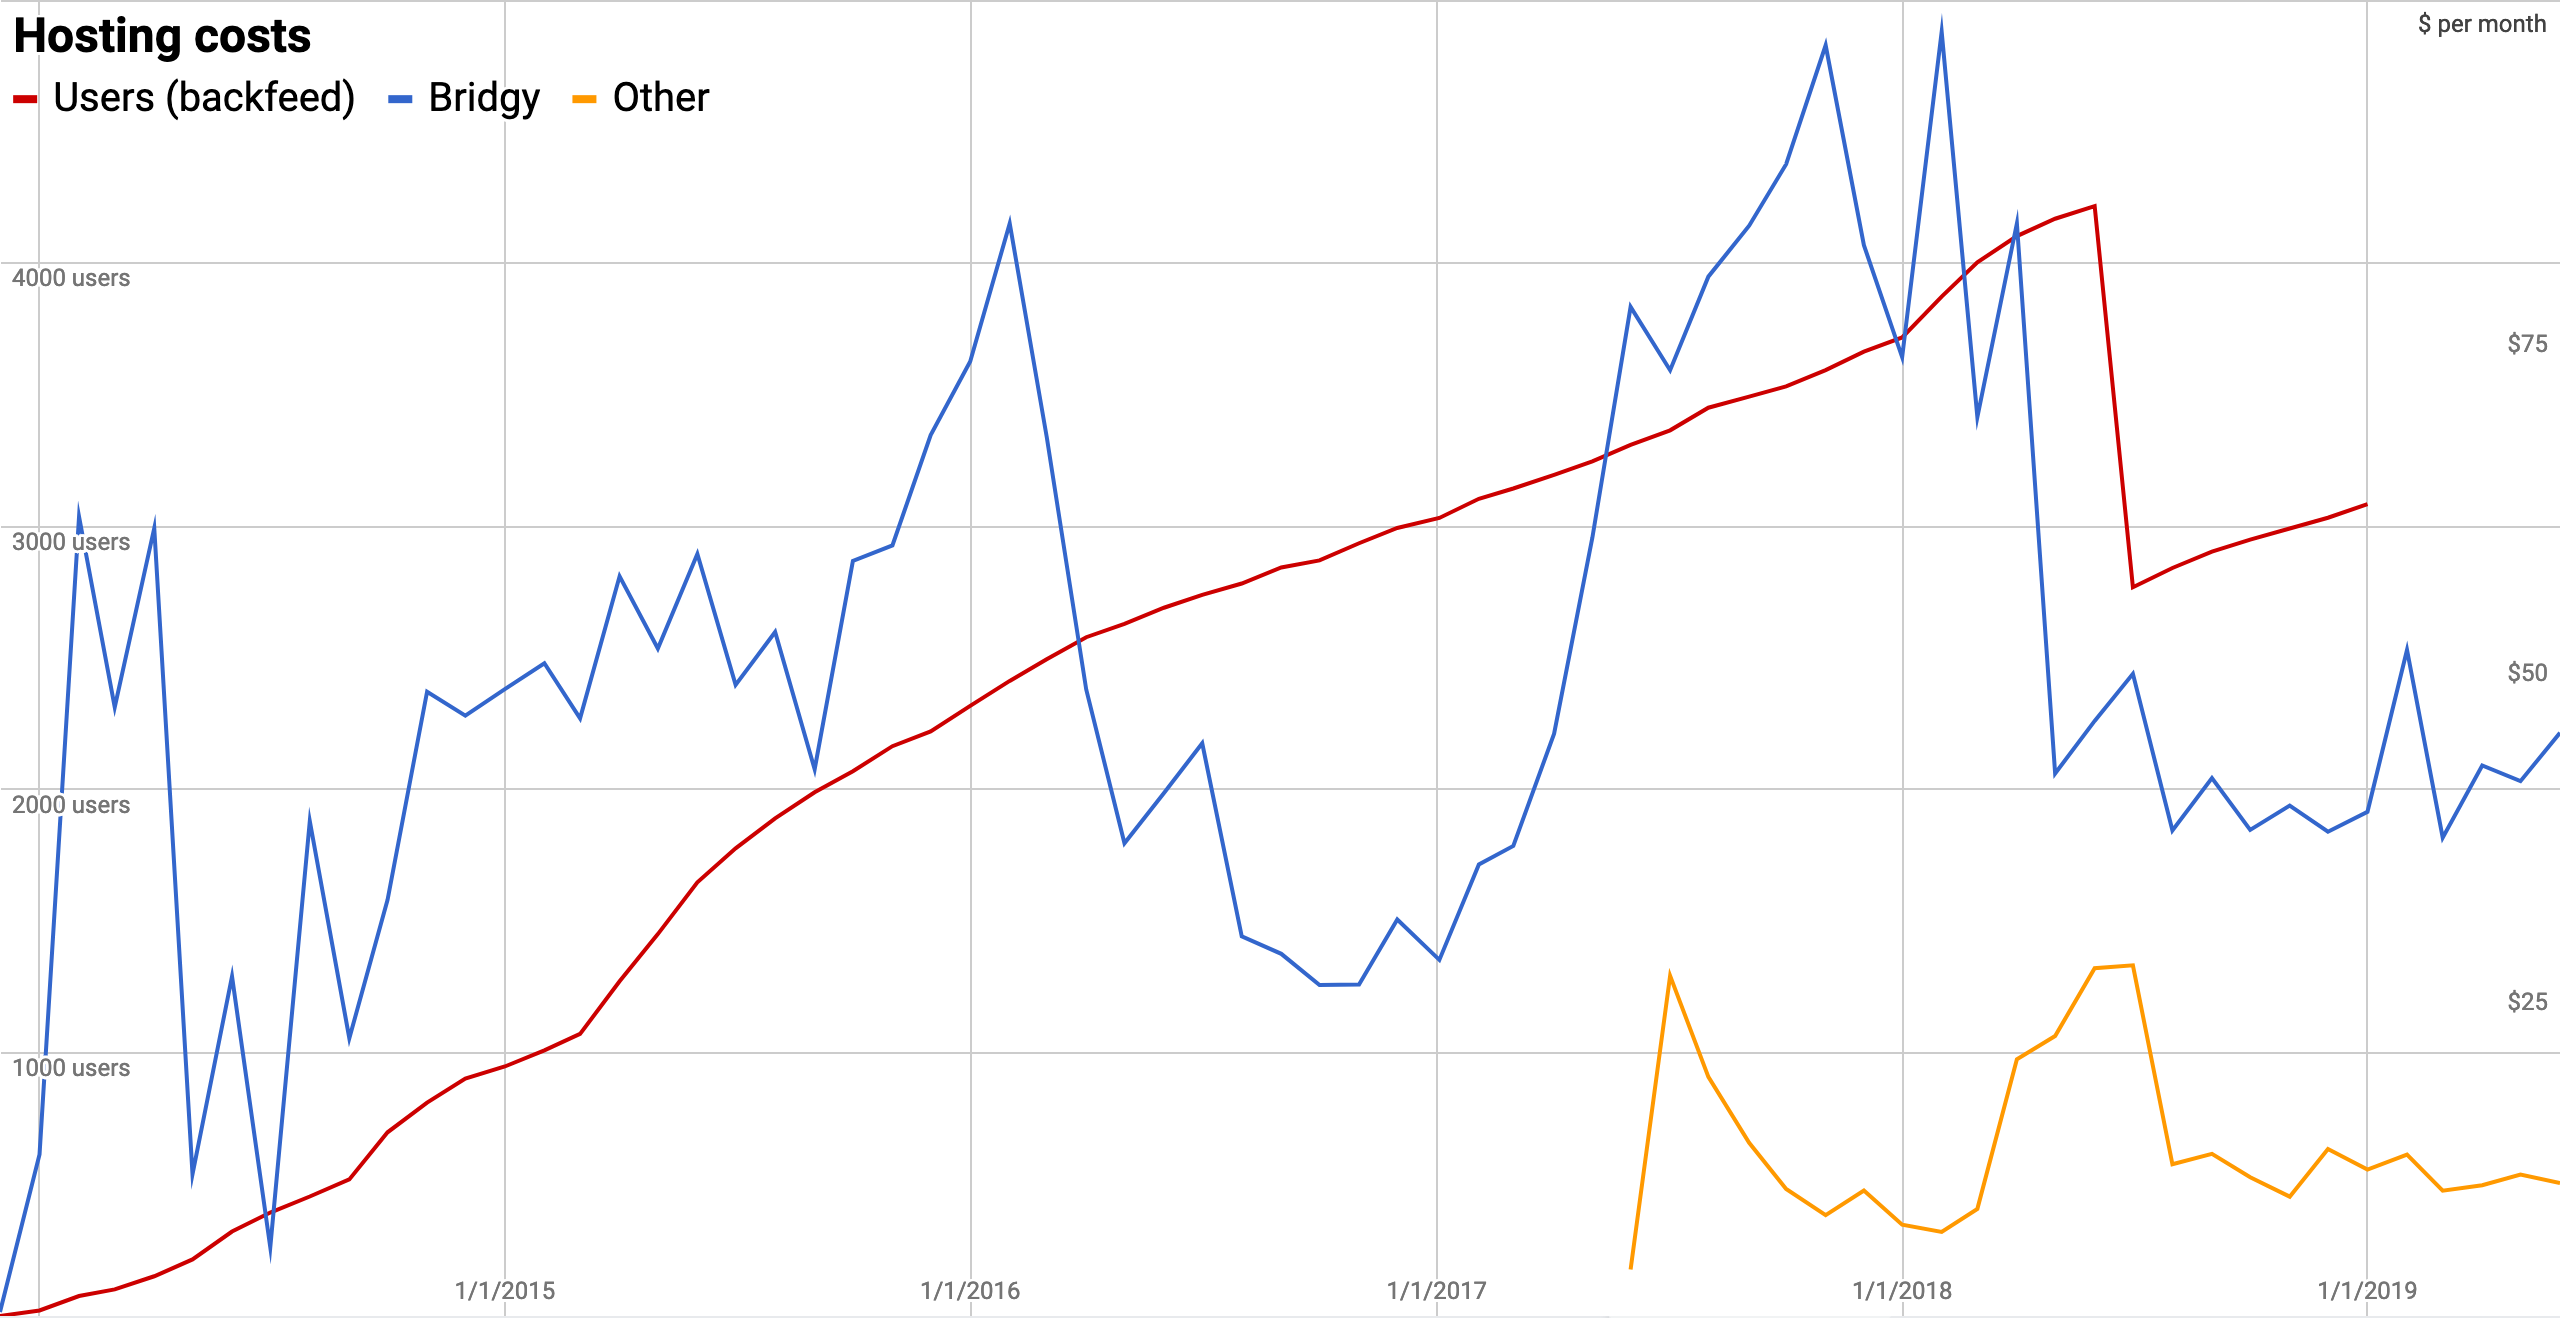 Hosting costs
$ per month
Users (backfeed) Bridgy Other
4000 users
$75
3000 users
$50
2000 users
$25
1000 users
1/1/2015 1/1/2016 1/1/2017 1/1/2018 1/1/2019